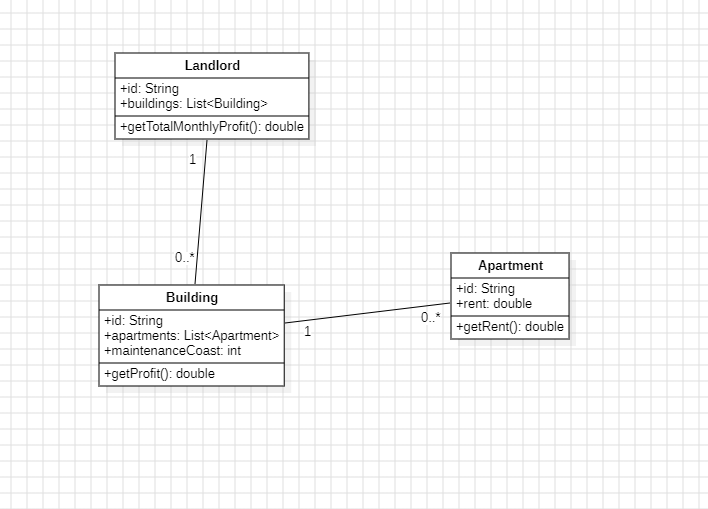 Landlord
+id: String
+buildings: List<Building>
+getTotalMonthlyProfit(): double
1
0..*
Building
+id: String
+apartments: List<Apartment>
+maintenanceCoast: int
+getProfit(): double
1
0..*
Apartment
+id: String
+rent: double
+getRent(): double